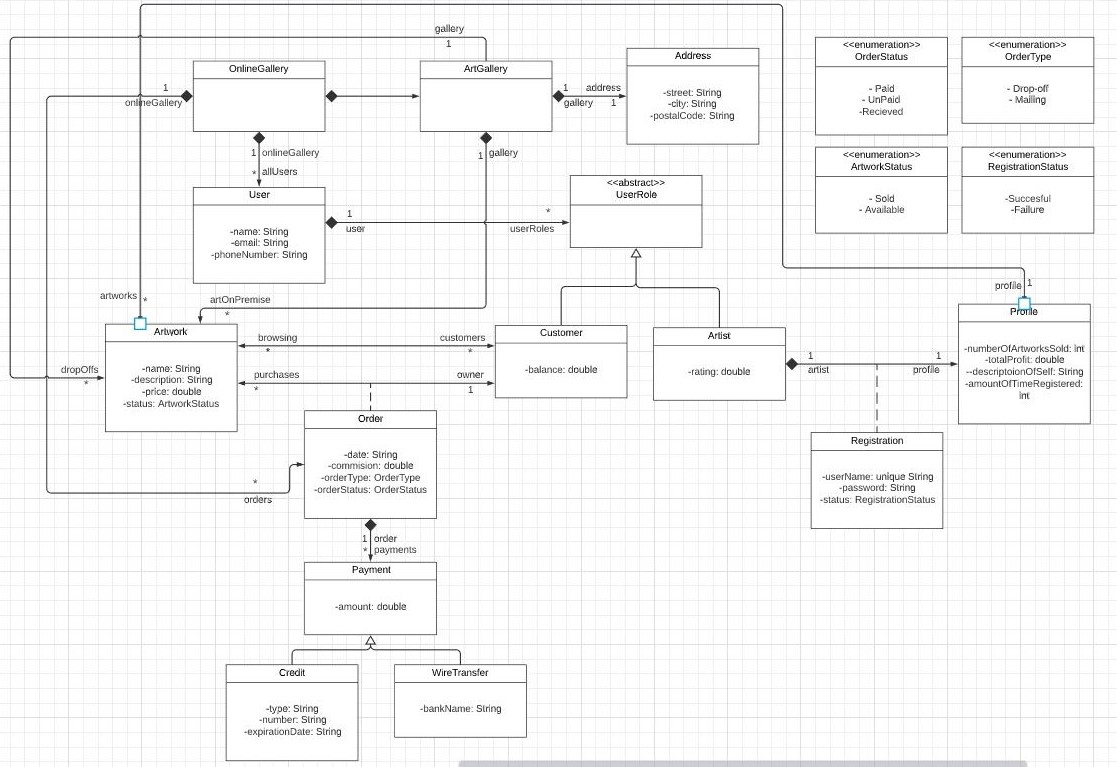 gallery
1
OnlineGallery
1
onlineGallery
ArtGallery
1
gallery
address
1
Address
-street: String
-city: String
-postalCode: String
<<enumeration>>
OrderStatus
- Paid
- UnPaid
-Recieved
<<enumeration>>
OrderType
- Drop-off
- Mailing
<<enumeration>>
ArtworkStatus
- Sold
- Available
<<enumeration>>
RegistrationStatus
-Succesful
-Failure
1
onlineGallery
*
allUsers
1
gallery
User
-name: String
-email: String
-phoneNumber: String
1
user
*
userRoles
<<abstract>>
UserRole
artworks
*
artOnPremise
*
profile
1
Artwork
-name: String
-description: String
-price: double
-status: ArtworkStatus
dropOffs
*
browsing
*
customers
*
purchases
*
owner
1
Customer
-balance: double
Artist
-rating: double
1
artist
1
profile
Profile
-numberOfArtworksSold: int
-totalProfit: double
--descriptoionOfSelf: String
-amountOfTimeRegistered:
int
Order
-date: String
-commision: double
-orderType: OrderType
-orderStatus: OrderStatus
*
orders
Registration
-userName: unique String
-password: String
-status: RegistrationStatus
1
order
*
payments
Payment
-amount: double
Credit
-type: String
-number: String
-expirationDate: String
WireTransfer
-bankName: String